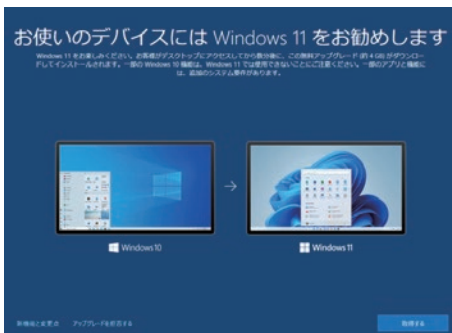 お使いのデバイスには Windows 11 をお勧めします
Windows 11 をお楽しみください。お客様がデスクトップにアクセスしてから数分後に、この無料アップグレード (約 4 GB) がダウンロー
ドしてインストールされます。一部の Windows 10 機能は、Windows 11 では使用できないことにご注意ください。一部のアプリと機能に
は、追加のシステム要件があります。
Windows 10
Windows 11
新機能と変更点 アップグレードを拒否する
取得する